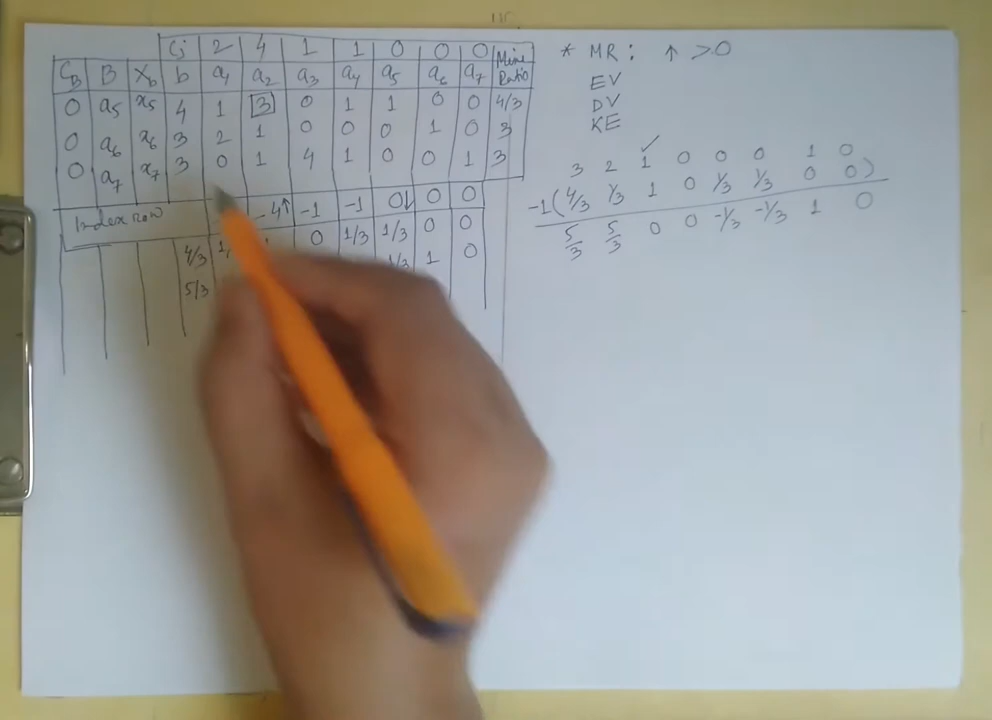 Cj 2 4 1 1 0 0 0 Mini Ratio
CB B Xb b a1 a2 a3 a4 a5 a6 a7
0 a5 x5 4 1 3 0 1 1 0 0 4/3
0 a6 x6 3 2 1 0 0 0 1 0 3
0 a7 x7 3 0 1 4 1 0 0 1 3
Index row -4↑ -1 -1 0↓ 0 0
4/3 0 1/3 1/3 0 0
5/3 1 0
* MR: ↑ >0
EV
DV
KE
✓
3 2 1 0 0 0 1 0
-1(4/3 1/3 1 0 1/3 1/3 0 0)
5/3 5/3 0 0 -1/3 -1/3 1 0